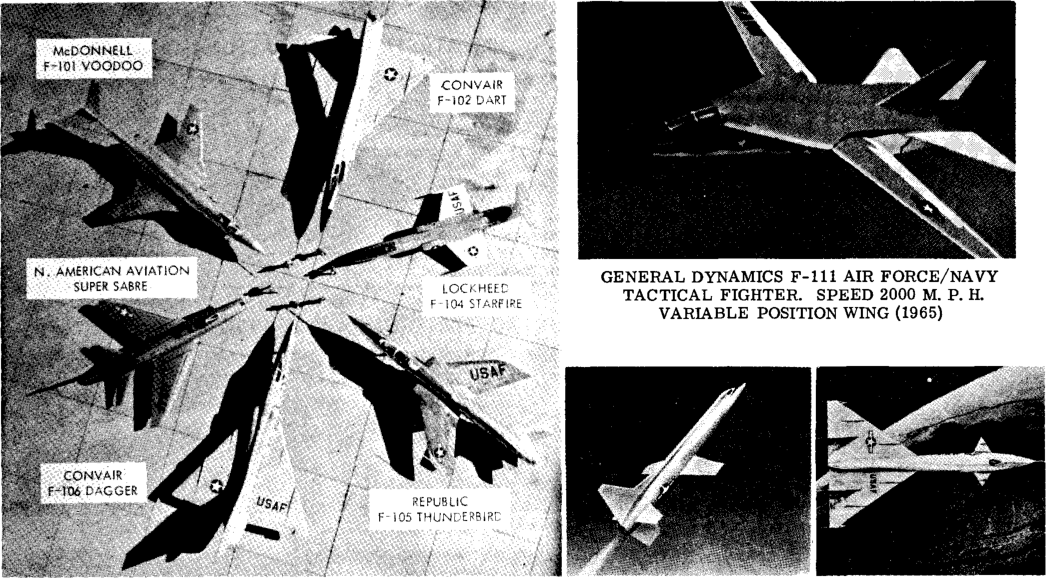 McDONNELL
F-101 VOODOO
CONVAIR
F-102 DART
USAF
N. AMERICAN AVIATION
SUPER SABRE
LOCKHEED
F-104 STARFIRE
USAF
CONVAIR
F-106 DAGGER
USAF
REPUBLIC
F-105 THUNDERBIRD
GENERAL DYNAMICS F-111 AIR FORCE/NAVY
TACTICAL FIGHTER. SPEED 2000 M. P. H.
VARIABLE POSITION WING (1965)
USAF